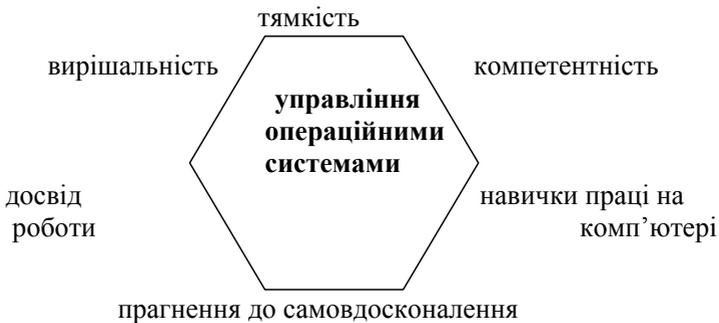 тямкість
вирішальність
компетентність
управління
операційними
системами
досвід
роботи
навички праці на
комп’ютері
прагнення до самовдосконалення